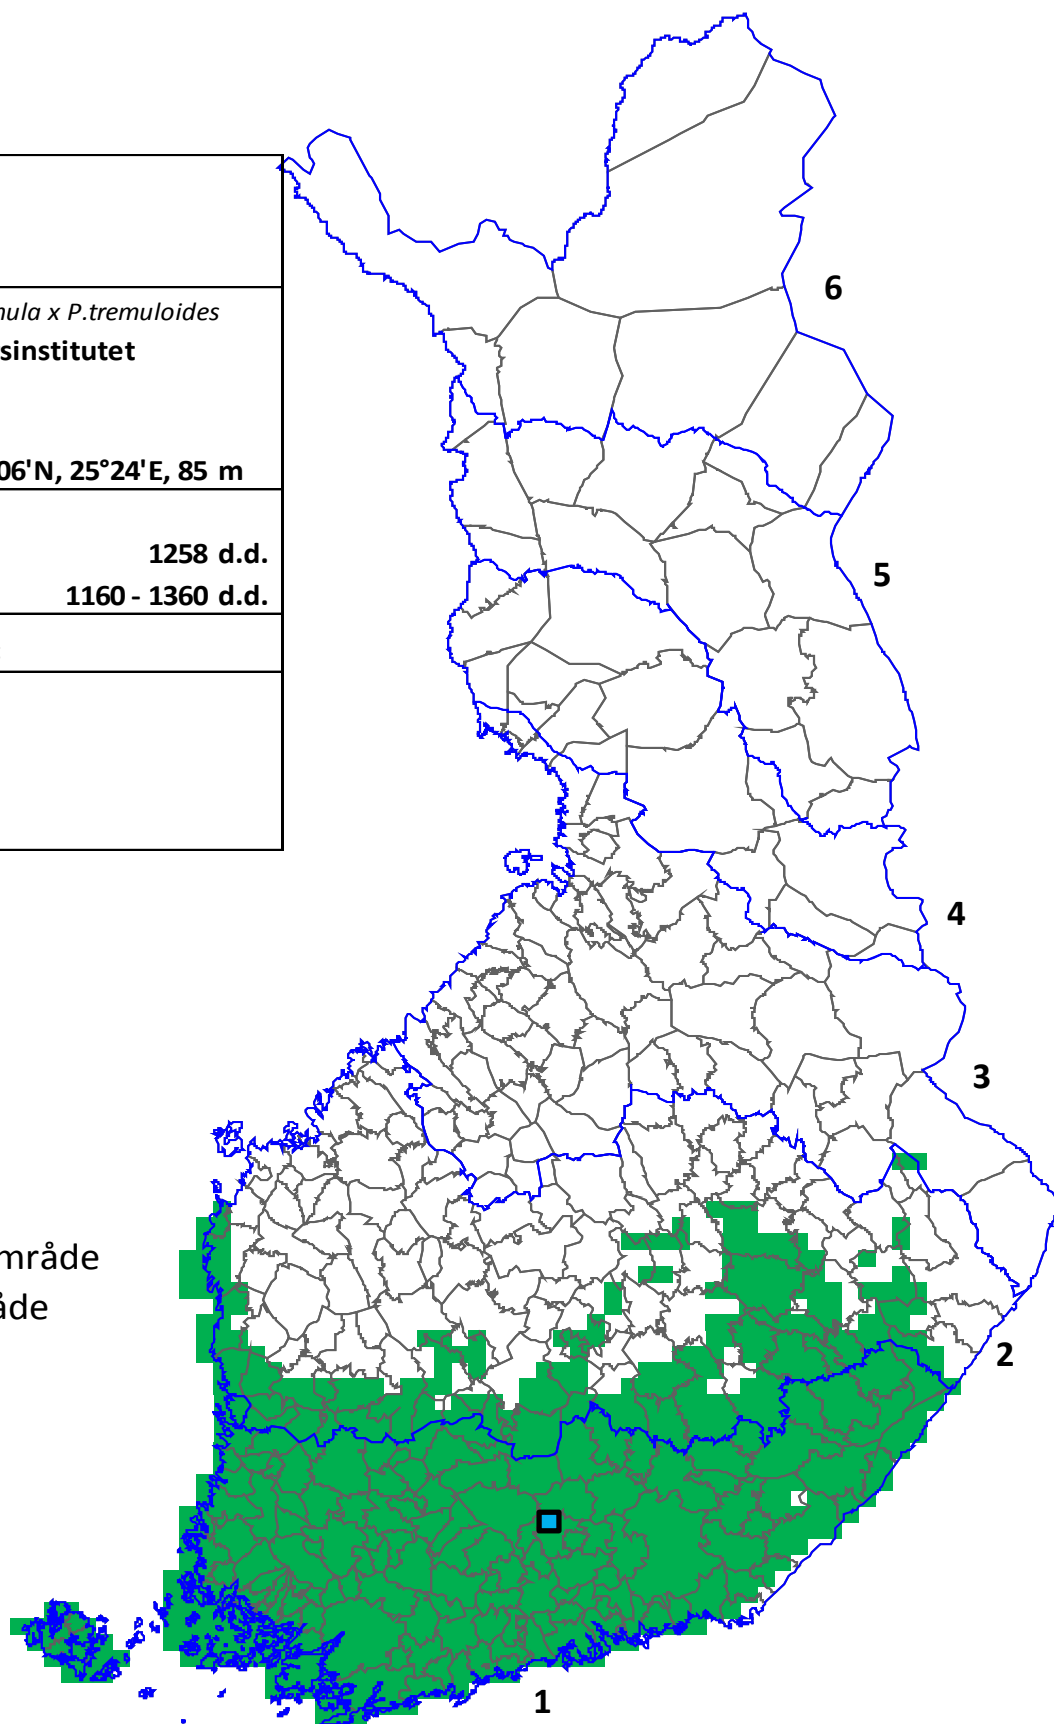 nula x P.tremuloides
sinstitutet
06'N, 25°24'E, 85 m
1258 d.d.
1160 - 1360 d.d.
6
5
4
3
mråde
åde
2
1